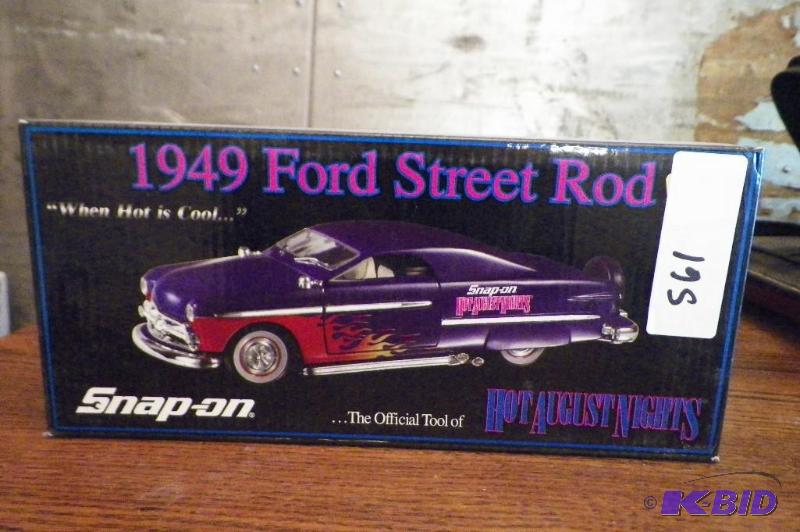 1949 Ford Street Rod
"When Hot is Cool..."
Snap-on
HOT AUGUST NIGHTS
Snap-on®
...The Official Tool of
HOT AUGUST NIGHTS
© K-BID